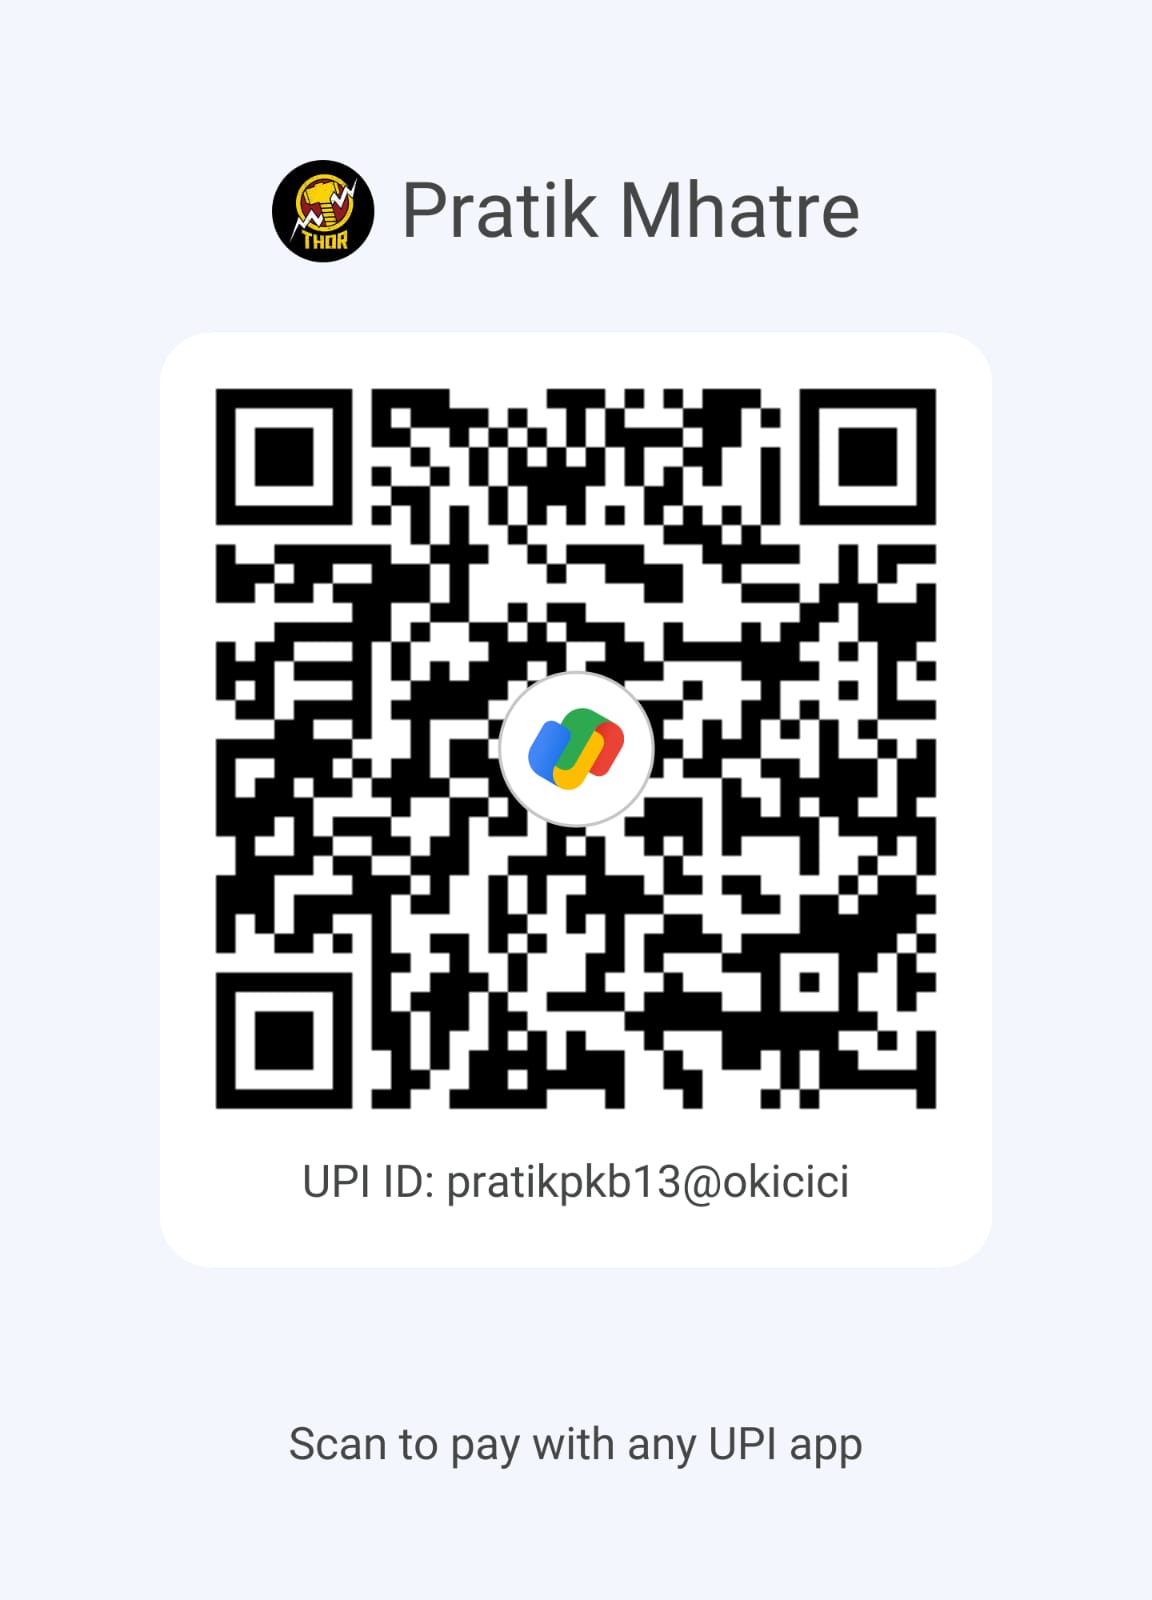 THOR
Pratik Mhatre
UPI ID: pratikpkb13@okicici
Scan to pay with any UPI app